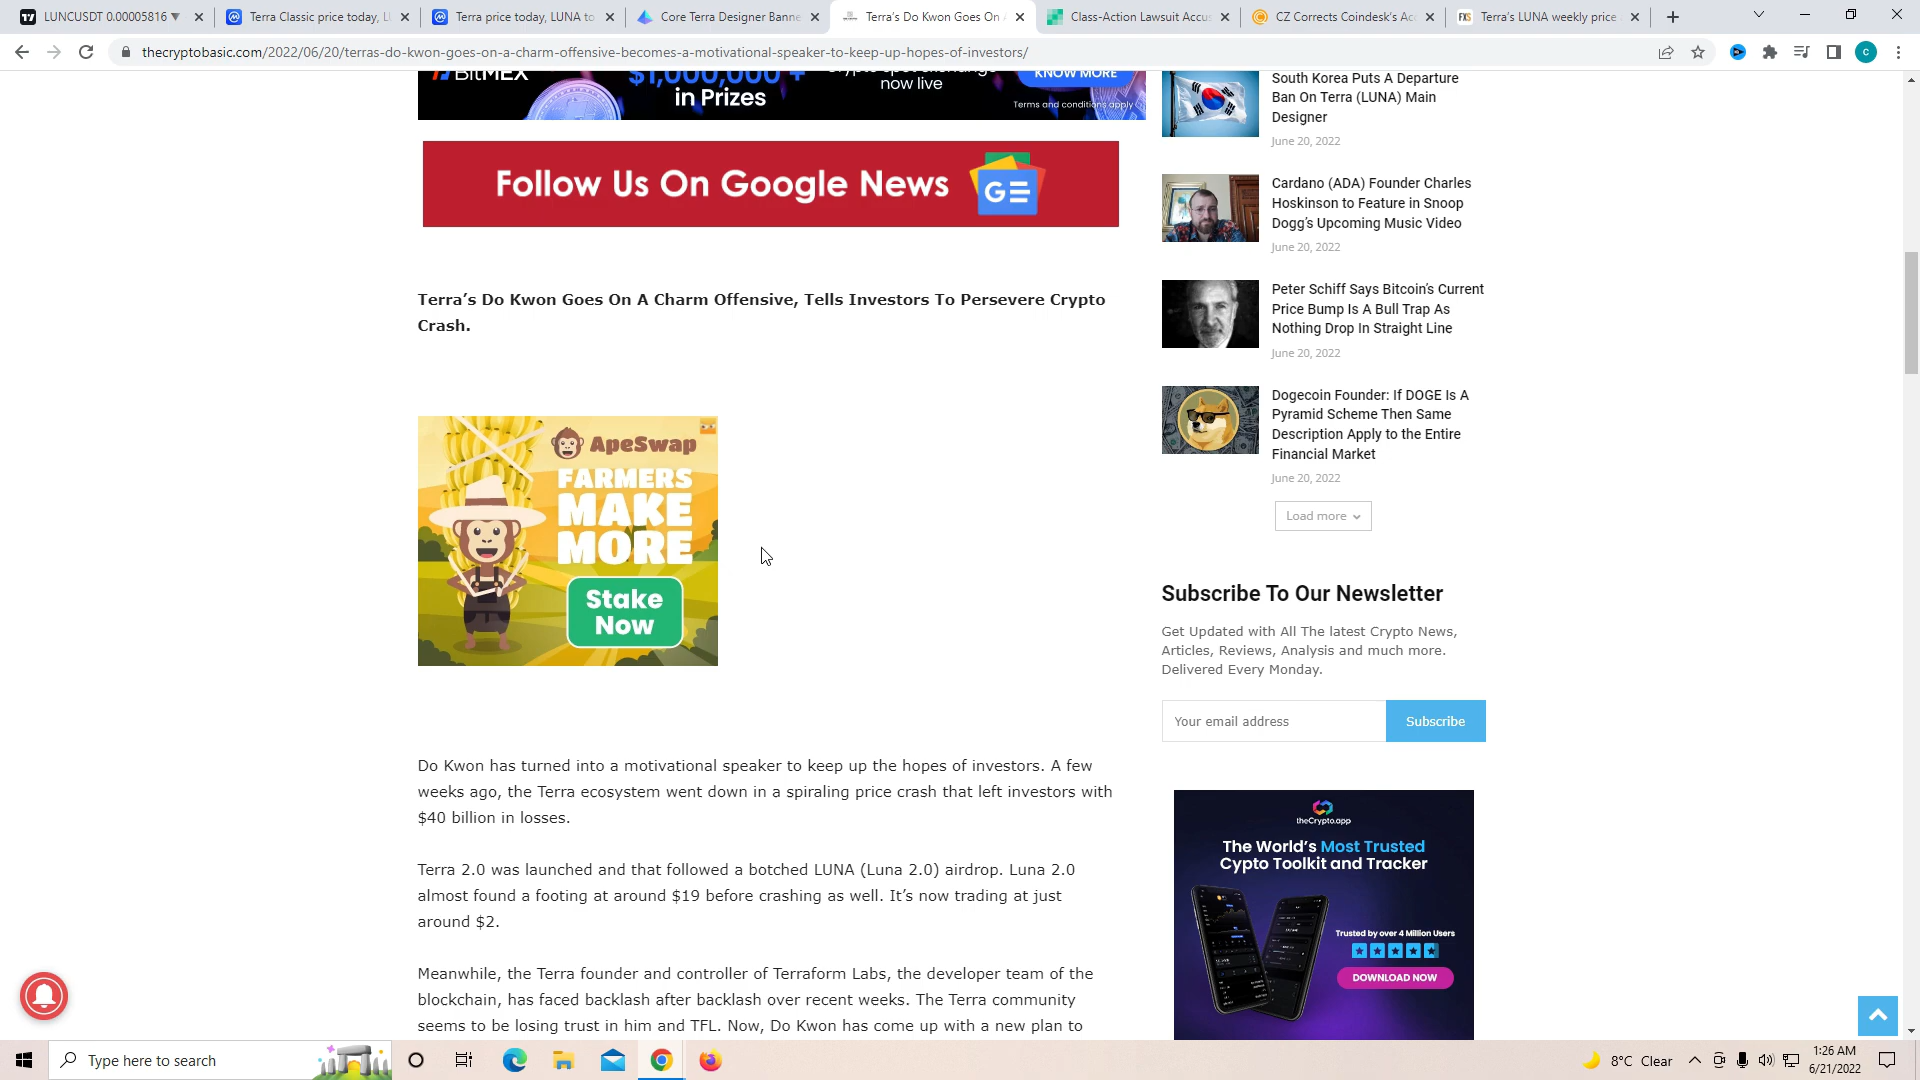 LUNCUSDT 0.00005816 ▼
Terra Classic price today, L
Terra price today, LUNA to
Core Terra Designer Banne
Terra's Do Kwon Goes On
Class-Action Lawsuit Accus
CZ Corrects Coindesk's Acc
FXS
Terra's LUNA weekly price
thecryptobasic.com/2022/06/20/terras-do-kwon-goes-on-a-charm-offensive-becomes-a-motivational-speaker-to-keep-up-hopes-of-investors/
c
BitMEX
$1,000,000 +
in Prizes
now live
KNOW MORE
Terms and conditions apply
Follow Us On Google News
Terra's Do Kwon Goes On A Charm Offensive, Tells Investors To Persevere Crypto
Crash.
ApeSwap
FARMERS
MAKE
MORE
Stake
Now
Do Kwon has turned into a motivational speaker to keep up the hopes of investors. A few
weeks ago, the Terra ecosystem went down in a spiraling price crash that left investors with
$40 billion in losses.
Terra 2.0 was launched and that followed a botched LUNA (Luna 2.0) airdrop. Luna 2.0
almost found a footing at around $19 before crashing as well. It's now trading at just
around $2.
Meanwhile, the Terra founder and controller of Terraform Labs, the developer team of the
blockchain, has faced backlash after backlash over recent weeks. The Terra community
seems to be losing trust in him and TFL. Now, Do Kwon has come up with a new plan to
South Korea Puts A Departure
Ban On Terra (LUNA) Main
Designer
June 20, 2022
Cardano (ADA) Founder Charles
Hoskinson to Feature in Snoop
Dogg's Upcoming Music Video
June 20, 2022
Peter Schiff Says Bitcoin's Current
Price Bump Is A Bull Trap As
Nothing Drop In Straight Line
June 20, 2022
Dogecoin Founder: If DOGE Is A
Pyramid Scheme Then Same
Description Apply to the Entire
Financial Market
June 20, 2022
Load more
Subscribe To Our Newsletter
Get Updated with All The latest Crypto News,
Articles, Reviews, Analysis and much more.
Delivered Every Monday.
Your email address
Subscribe
theCrypto.app
The World's Most Trusted
Cypto Toolkit and Tracker
Trusted by over 4 Million Users
DOWNLOAD NOW
Type here to search
8°C Clear
1:26 AM
6/21/2022